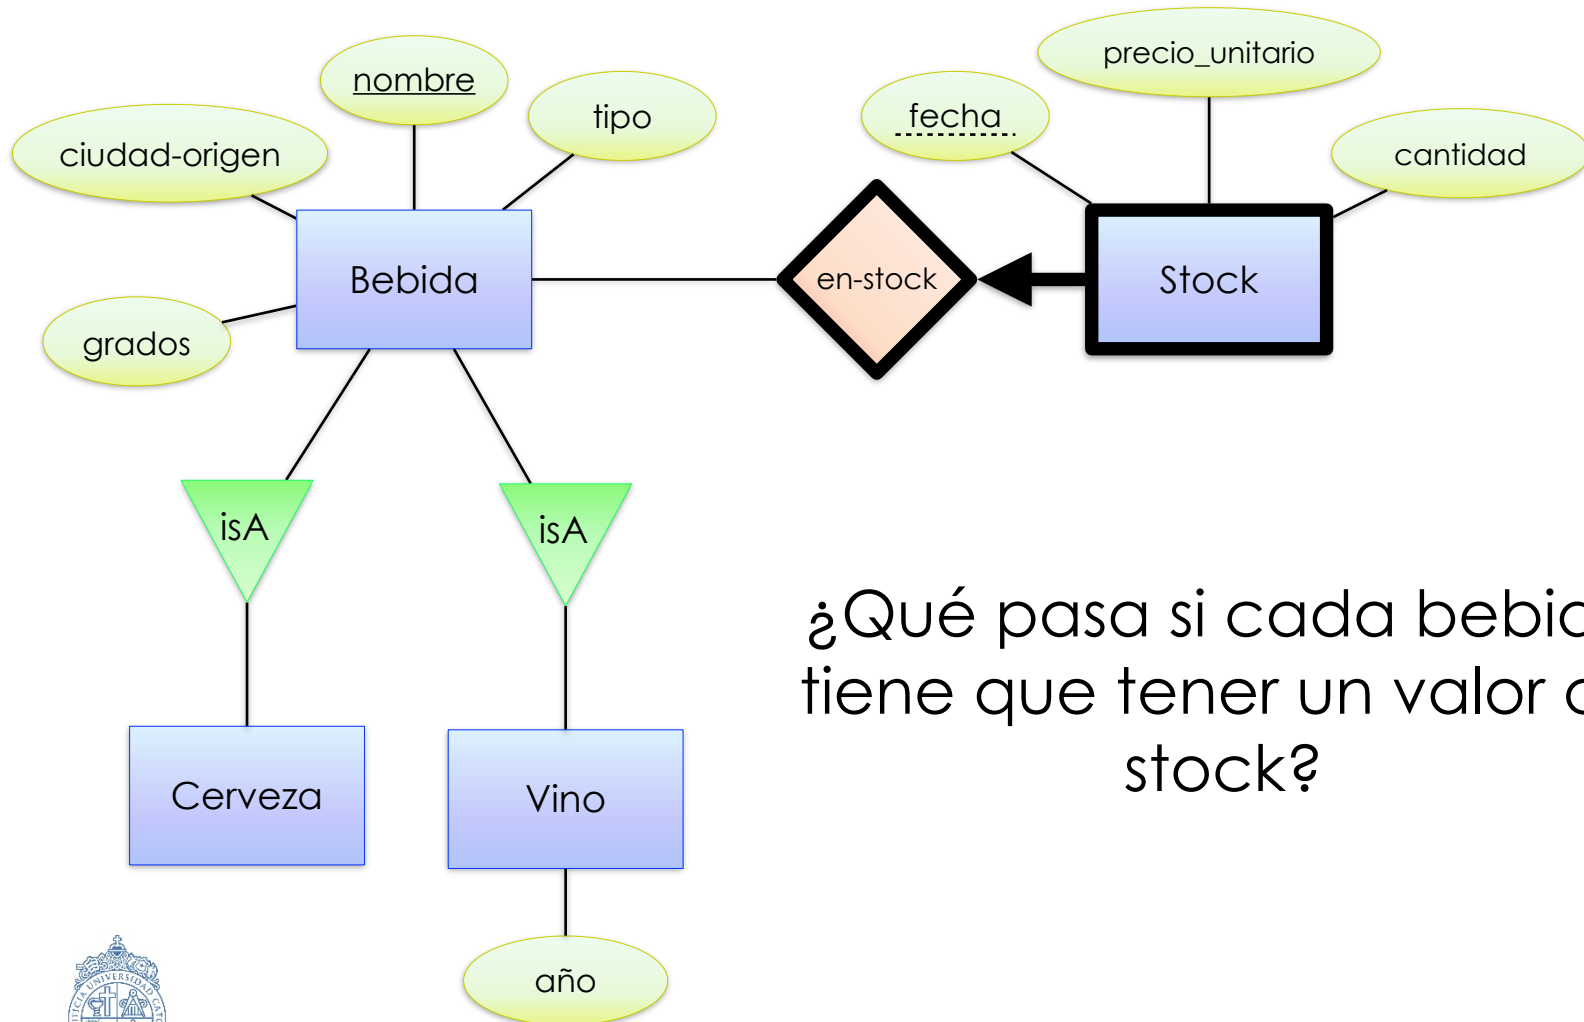 nombre
precio_unitario
tipo
fecha
ciudad-origen
cantidad
Bebida
en-stock
Stock
grados
isA
isA
¿Qué pasa si cada
tiene que tener un valor
stock?
Cerveza
Vino
año